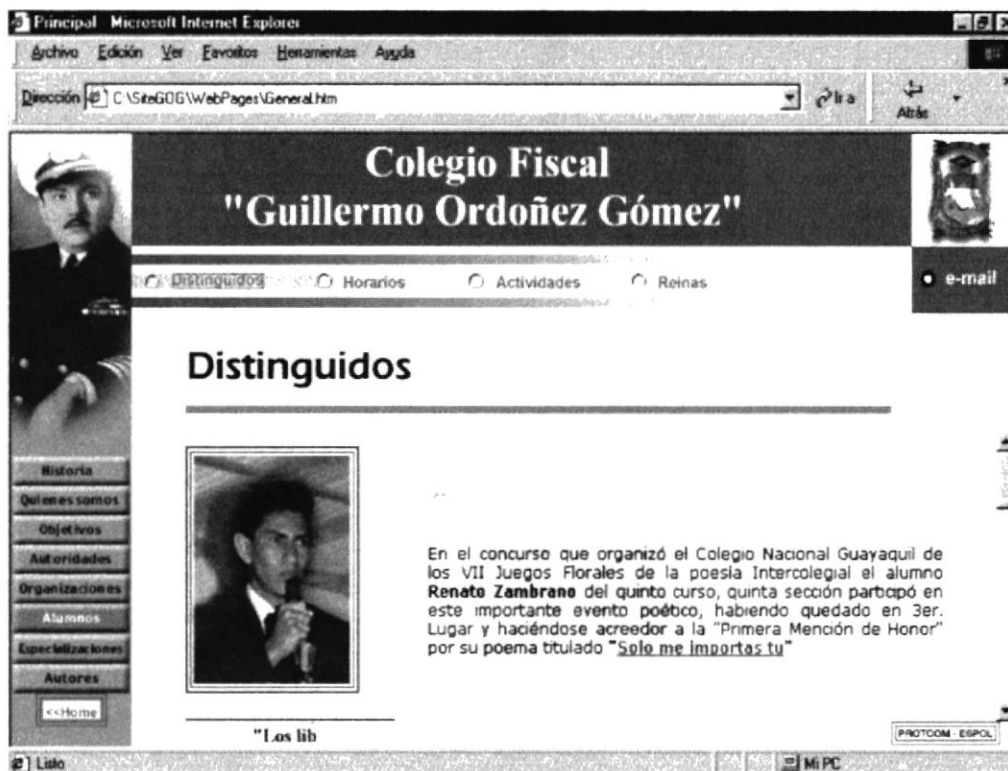 Principal - Microsoft Internet Explorer
Archivo Edición Ver Favoritos Herramientas Ayuda
Dirección C:\SiteGOG\WebPages\General.htm Ir a Atrás
Colegio Fiscal
"Guillermo Ordoñez Gómez"
Distinguidos Horarios Actividades Reinas e-mail
Distinguidos
Historia
Quienes somos
Objetivos
Autoridades
Organizaciones
Alumnos
Especializaciones
Autores
<<Home
En el concurso que organizó el Colegio Nacional Guayaquil de
los VII Juegos Florales de la poesía Intercolegial el alumno
Renato Zambrano del quinto curso, quinta sección participó en
este importante evento poético, habiendo quedado en 3er.
Lugar y haciéndose acreedor a la "Primera Mención de Honor"
por su poema titulado "Solo me importas tu"
"Los lib
PROTCOM - ESPOL
Listo Mi PC